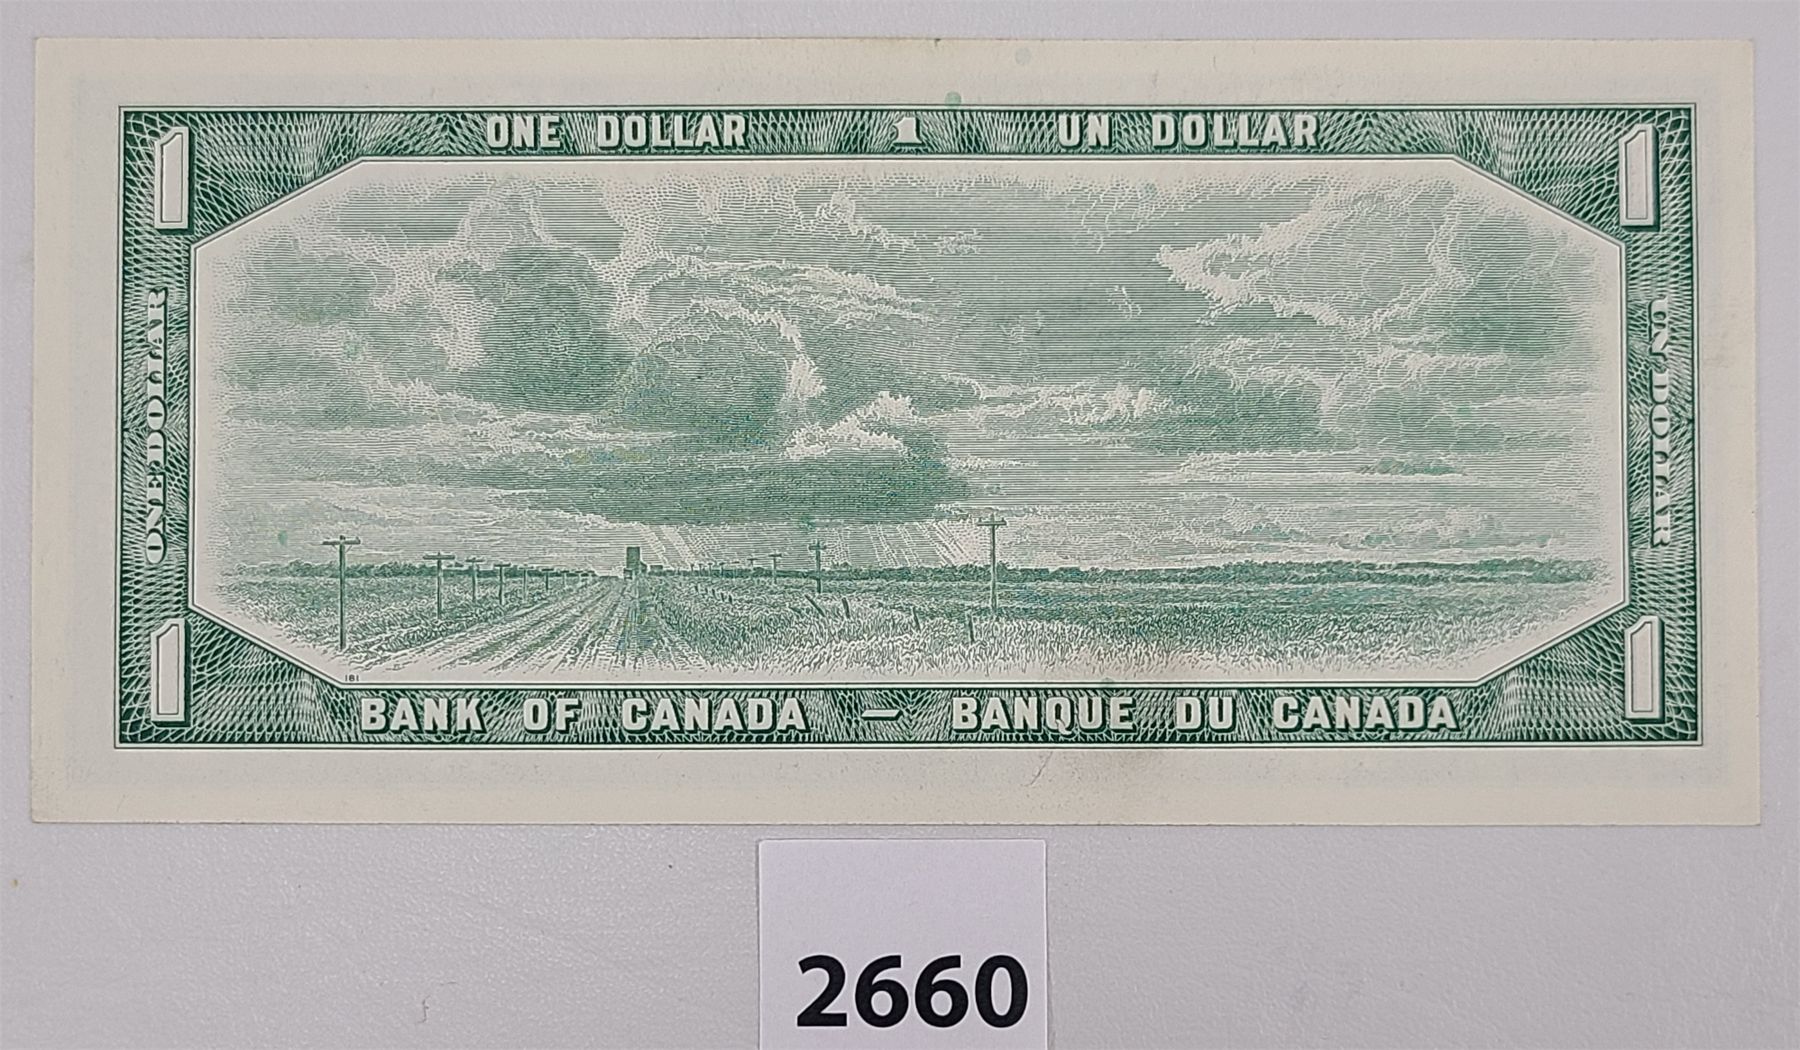 ONE DOLLAR 1 UN DOLLAR
1 1
ONE DOLLAR
UN DOLLAR
1 1
181
BANK OF CANADA — BANQUE DU CANADA
2660